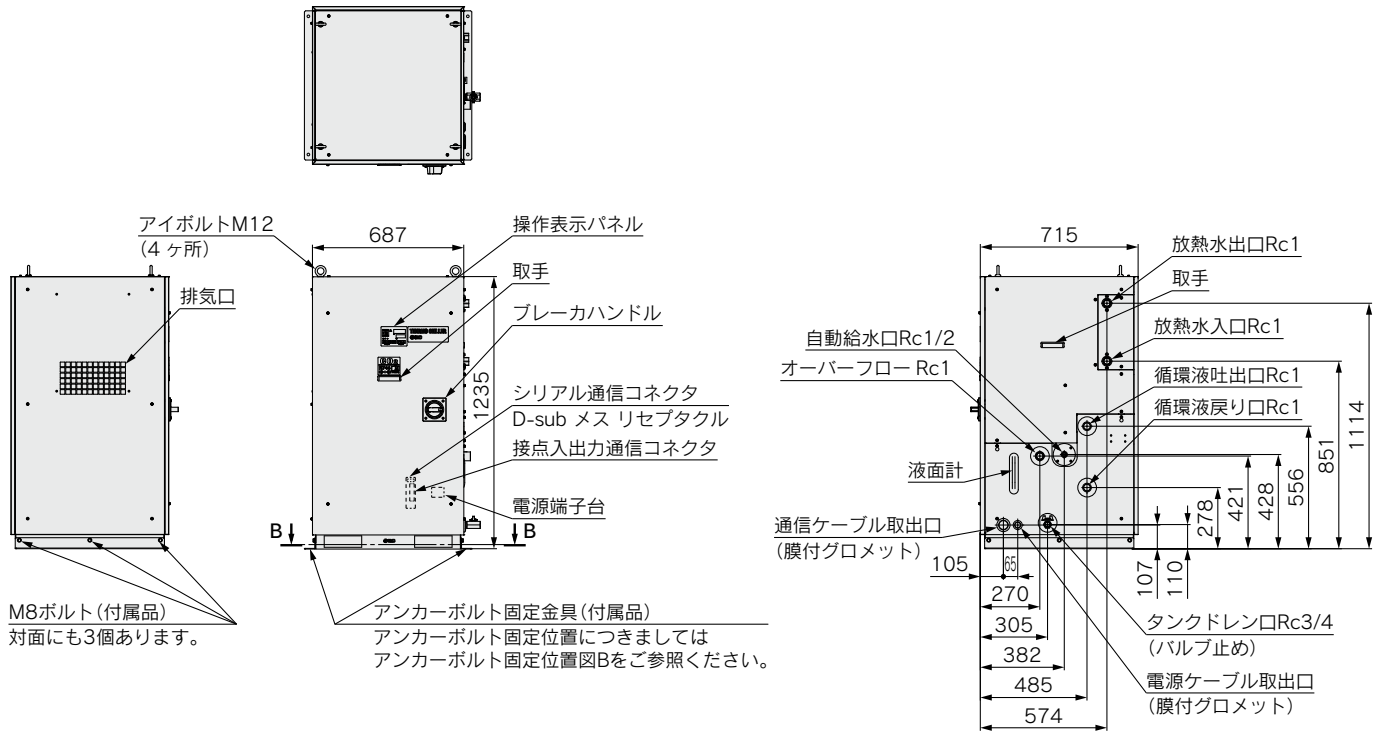 アイボルトM12
(4 ヶ所)
排気口
M8ボルト(付属品)
対面にも3個あります。
687
1235
操作表示パネル
取手
ブレーカハンドル
シリアル通信コネクタ
D-sub メス リセプタクル
接点入出力通信コネクタ
電源端子台
B
B
アンカーボルト固定金具(付属品)
アンカーボルト固定位置につきましては
アンカーボルト固定位置図Bをご参照ください。
715
放熱水出口Rc1
取手
放熱水入口Rc1
循環液吐出口Rc1
循環液戻り口Rc1
自動給水口Rc1/2
オーバーフロー Rc1
液面計
通信ケーブル取出口
(膜付グロメット)
105
65
270
305
382
485
574
107
110
278
421
428
556
851
1114
タンクドレン口Rc3/4
(バルブ止め)
電源ケーブル取出口
(膜付グロメット)